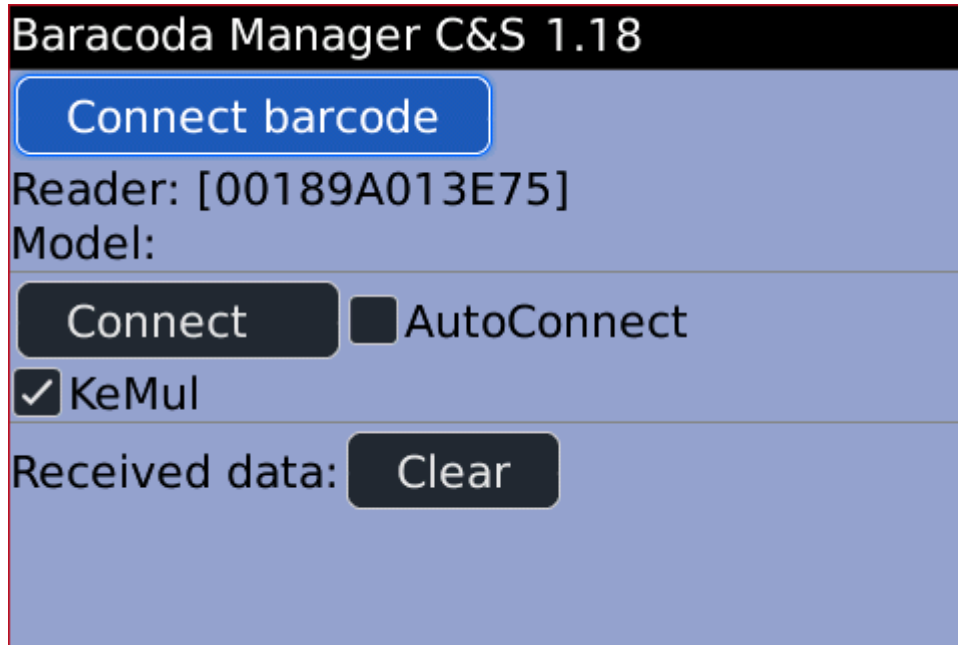 Baracoda Manager C&S 1.18
Connect barcode
Reader: [00189A013E75]
Model:
Connect AutoConnect
KeMul
Received data: Clear